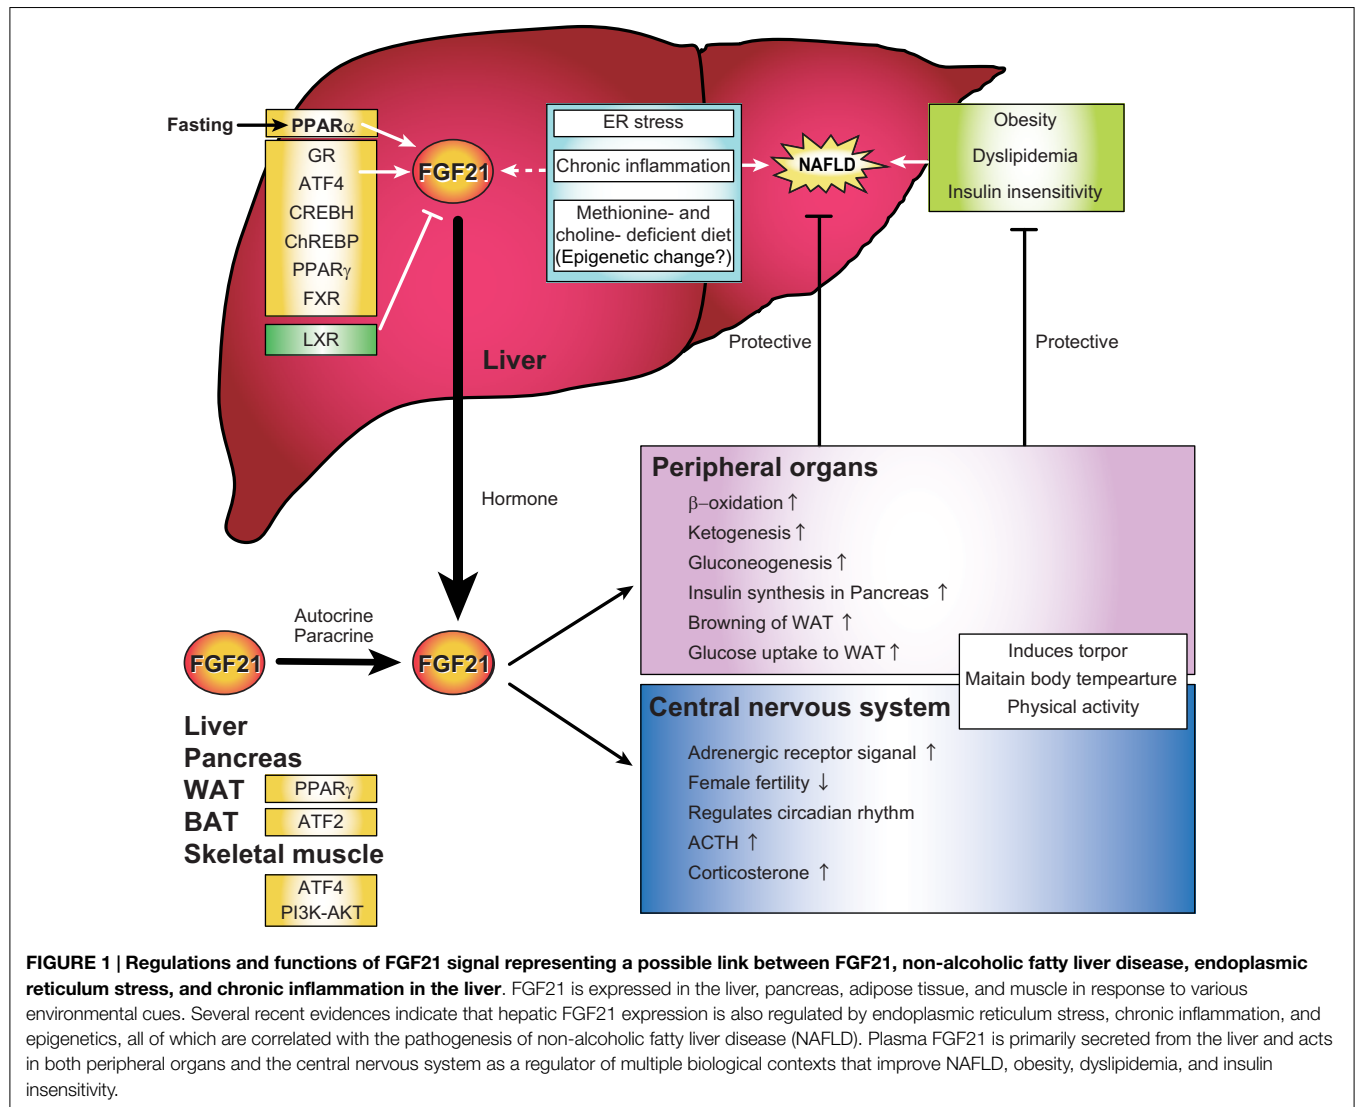 Fasting
PPARα
GR
ATF4
CREBH
ChREBP
PPARγ
FXR
LXR
FGF21
ER stress
Chronic inflammation
Methionine- and
choline- deficient diet
(Epigenetic change?)
NAFLD
Obesity
Dyslipidemia
Insulin insensitivity
Liver
Protective
Protective
Hormone
Autocrine
Paracrine
FGF21
FGF21
Liver
Pancreas
WAT PPARγ
BAT ATF2
Skeletal muscle
ATF4
PI3K-AKT
Peripheral organs
β–oxidation ↑
Ketogenesis ↑
Gluconeogenesis ↑
Insulin synthesis in Pancreas ↑
Browning of WAT ↑
Glucose uptake to WAT ↑
Induces torpor
Maitain body tempearture
Physical activity
Central nervous system
Adrenergic receptor siganal ↑
Female fertility ↓
Regulates circadian rhythm
ACTH ↑
Corticosterone ↑
FIGURE 1 | Regulations and functions of FGF21 signal representing a possible link between FGF21, non-alcoholic fatty liver disease, endoplasmic
reticulum stress, and chronic inflammation in the liver. FGF21 is expressed in the liver, pancreas, adipose tissue, and muscle in response to various
environmental cues. Several recent evidences indicate that hepatic FGF21 expression is also regulated by endoplasmic reticulum stress, chronic inflammation, and
epigenetics, all of which are correlated with the pathogenesis of non-alcoholic fatty liver disease (NAFLD). Plasma FGF21 is primarily secreted from the liver and acts
in both peripheral organs and the central nervous system as a regulator of multiple biological contexts that improve NAFLD, obesity, dyslipidemia, and insulin
insensitivity.